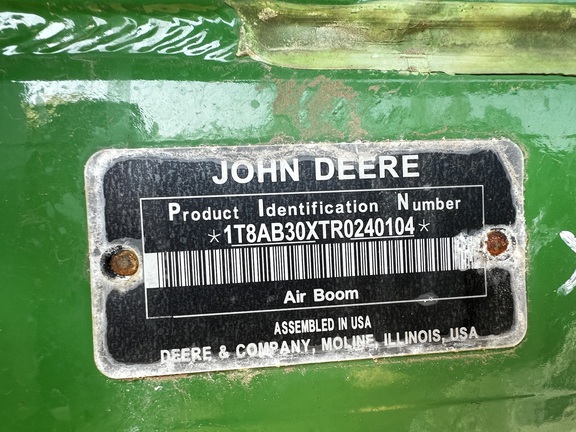 JOHN DEERE
Product Identification Number
*1T8AB30XTR0240104*
Air Boom
ASSEMBLED IN USA
DEERE & COMPANY, MOLINE, ILLINOIS, USA